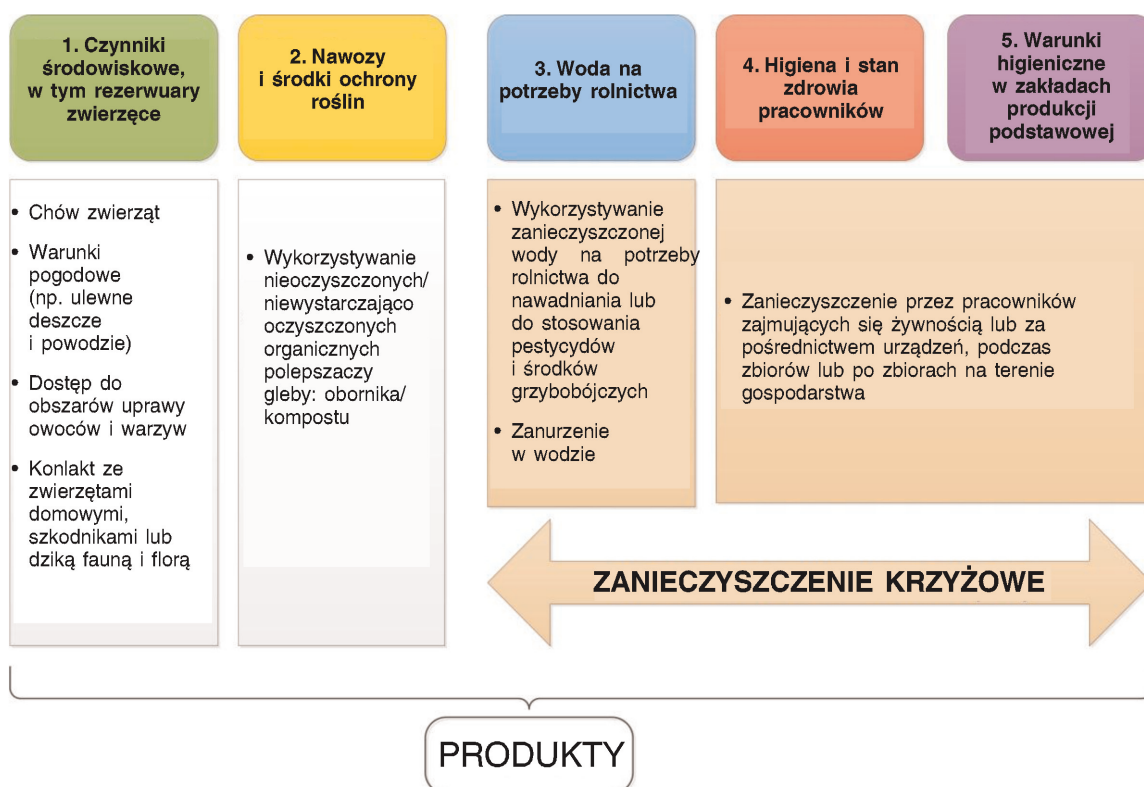 1. Czynniki
środowiskowe,
w tym rezerwuary
zwierzęce
2. Nawozy
i środki ochrony
roślin
3. Woda na
potrzeby rolnictwa
4. Higiena i stan
zdrowia
pracowników
5. Warunki
higieniczne
w zakładach
produkcji
podstawowej
• Chów zwierząt
• Warunki
pogodowe
(np. ulewne
deszcze
i powodzie)
• Dostęp do
obszarów uprawy
owoców i warzyw
• Konlakt ze
zwierzętami
domowymi,
szkodnikami lub
dziką fauną i florą
• Wykorzystywanie
nieoczyszczonych/
niewystarczająco
oczyszczonych
organicznych
polepszaczy
gleby: obornika/
kompostu
• Wykorzystywanie
zanieczyszczonej
wody na potrzeby
rolnictwa do
nawadniania lub
do stosowania
pestycydów
i środków
grzybobójczych
• Zanurzenie
w wodzie
• Zanieczyszczenie przez pracowników
zajmujących się żywnością lub za
pośrednictwem urządzeń, podczas
zbiorów lub po zbiorach na terenie
gospodarstwa
ZANIECZYSZCZENIE KRZYŻOWE
PRODUKTY